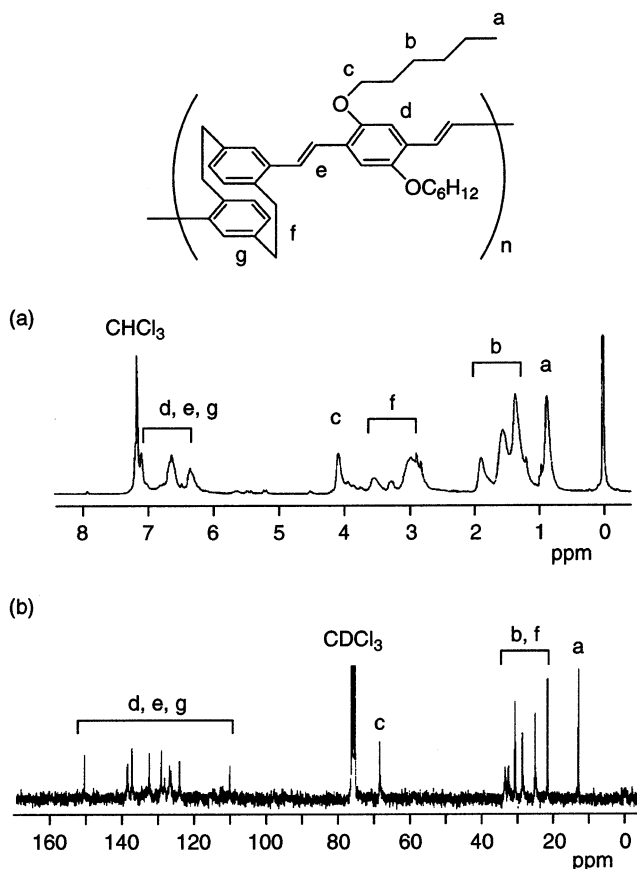 a
b
c
O
d
e
OC6H12
f
g
n
(a)
CHCl3
d, e, g
c
f
b
a
8 7 6 5 4 3 2 1 0
ppm
(b)
CDCl3
d, e, g
c
b, f
a
160 140 120 100 80 60 40 20 0
ppm